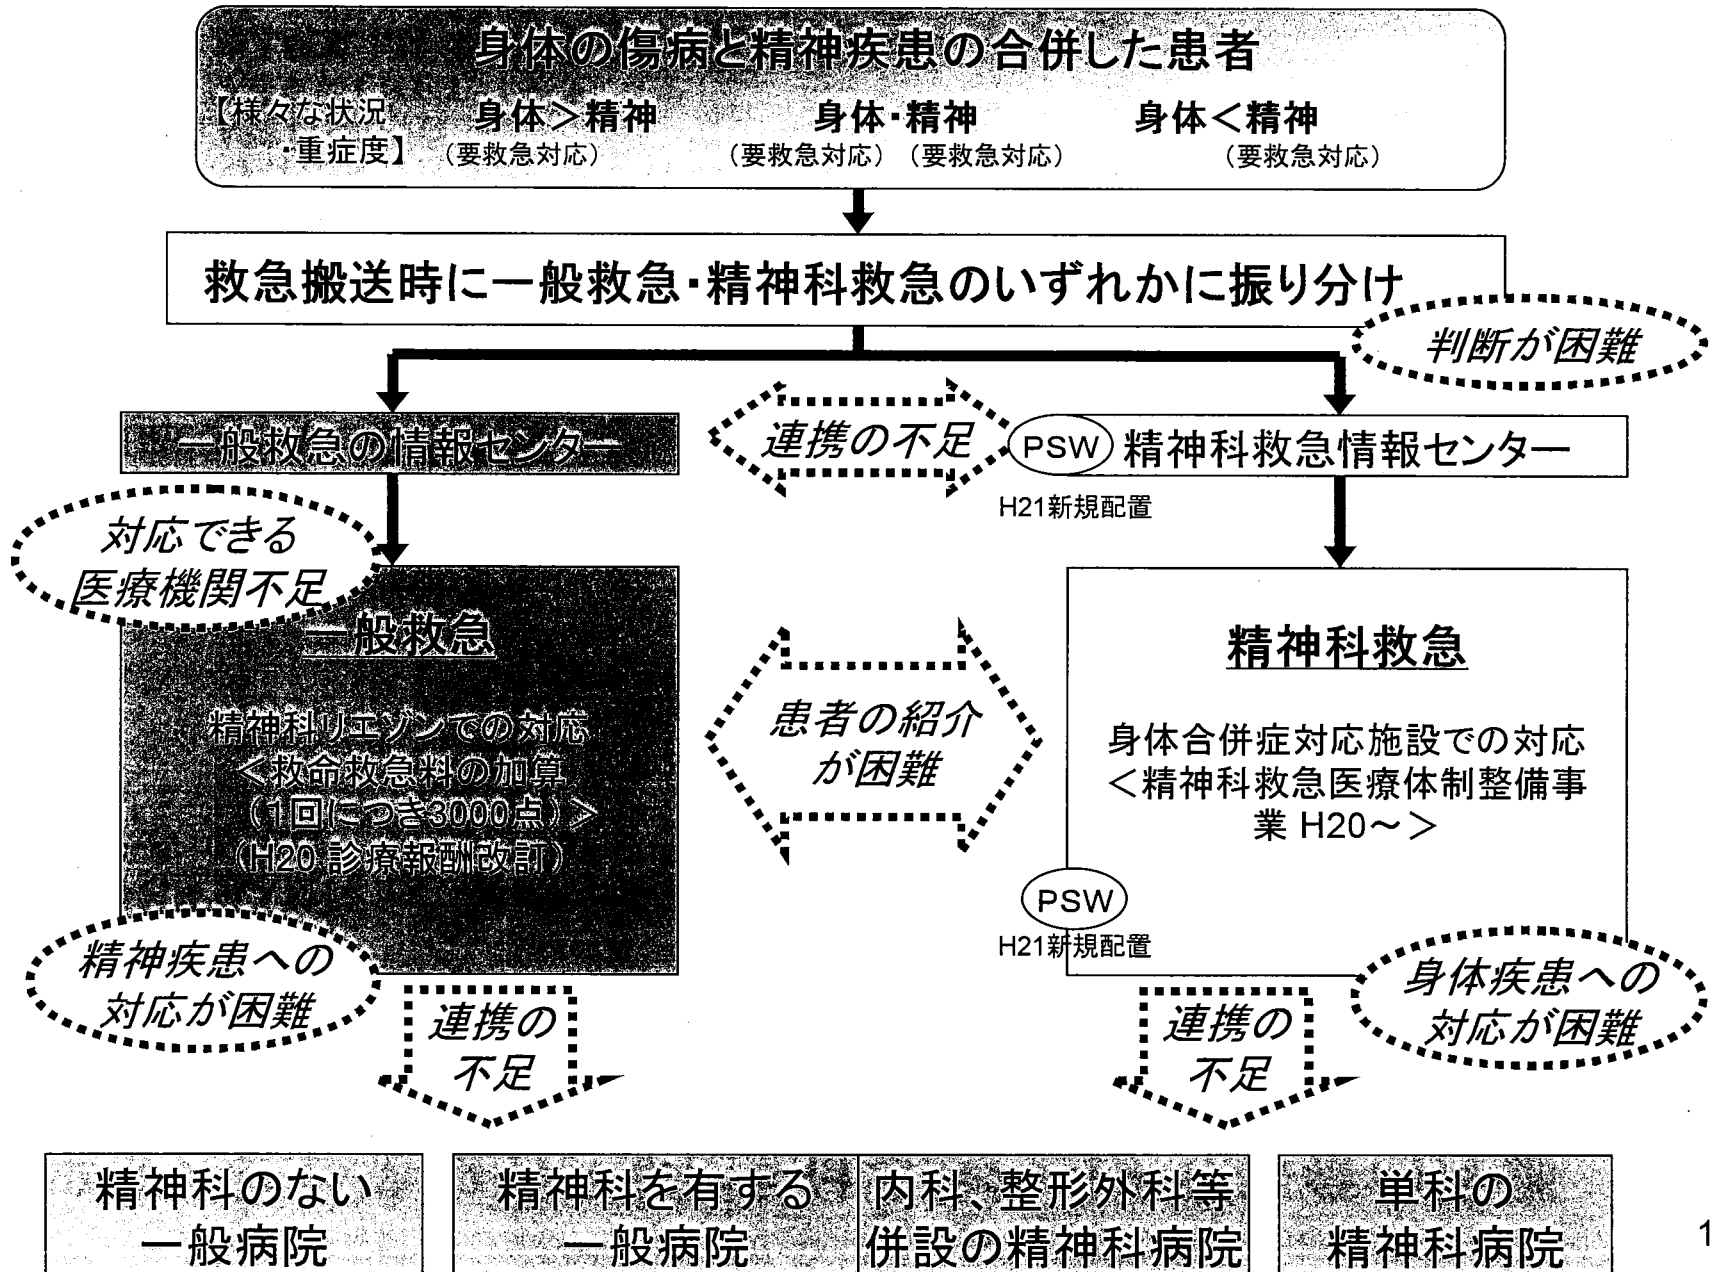 身体の傷病と精神疾患の合併した患者
【様々な状況
・重症度】
身体＞精神
身体・精神
身体＜精神
（要救急対応）
（要救急対応）（要救急対応）
（要救急対応）
救急搬送時に一般救急・精神科救急のいずれかに振り分け
判断が困難
一般救急の情報センター
連携の不足
PSW
精神科救急情報センター
H21新規配置
対応できる
医療機関不足
一般救急
精神科リエゾンでの対応
＜救命救急料の加算
（1回につき3000点）＞
（H20 診療報酬改訂）
患者の紹介
が困難
精神科救急
身体合併症対応施設での対応
＜精神科救急医療体制整備事
業 H20～＞
PSW
H21新規配置
精神疾患への
対応が困難
連携の
不足
連携の
不足
身体疾患への
対応が困難
精神科のない
一般病院
精神科を有する
一般病院
内科、整形外科等
併設の精神科病院
単科の
精神科病院
1